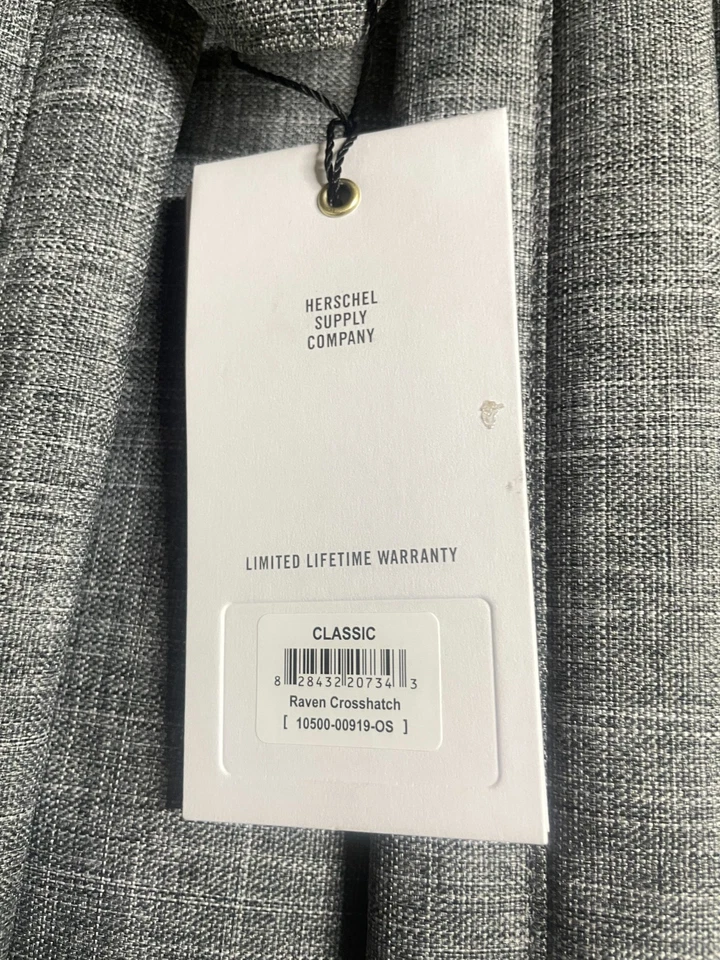 HERSCHEL
SUPPLY
COMPANY
LIMITED LIFETIME WARRANTY
CLASSIC
8 28432 20734 3
Raven Crosshatch
[ 10500-00919-OS ]